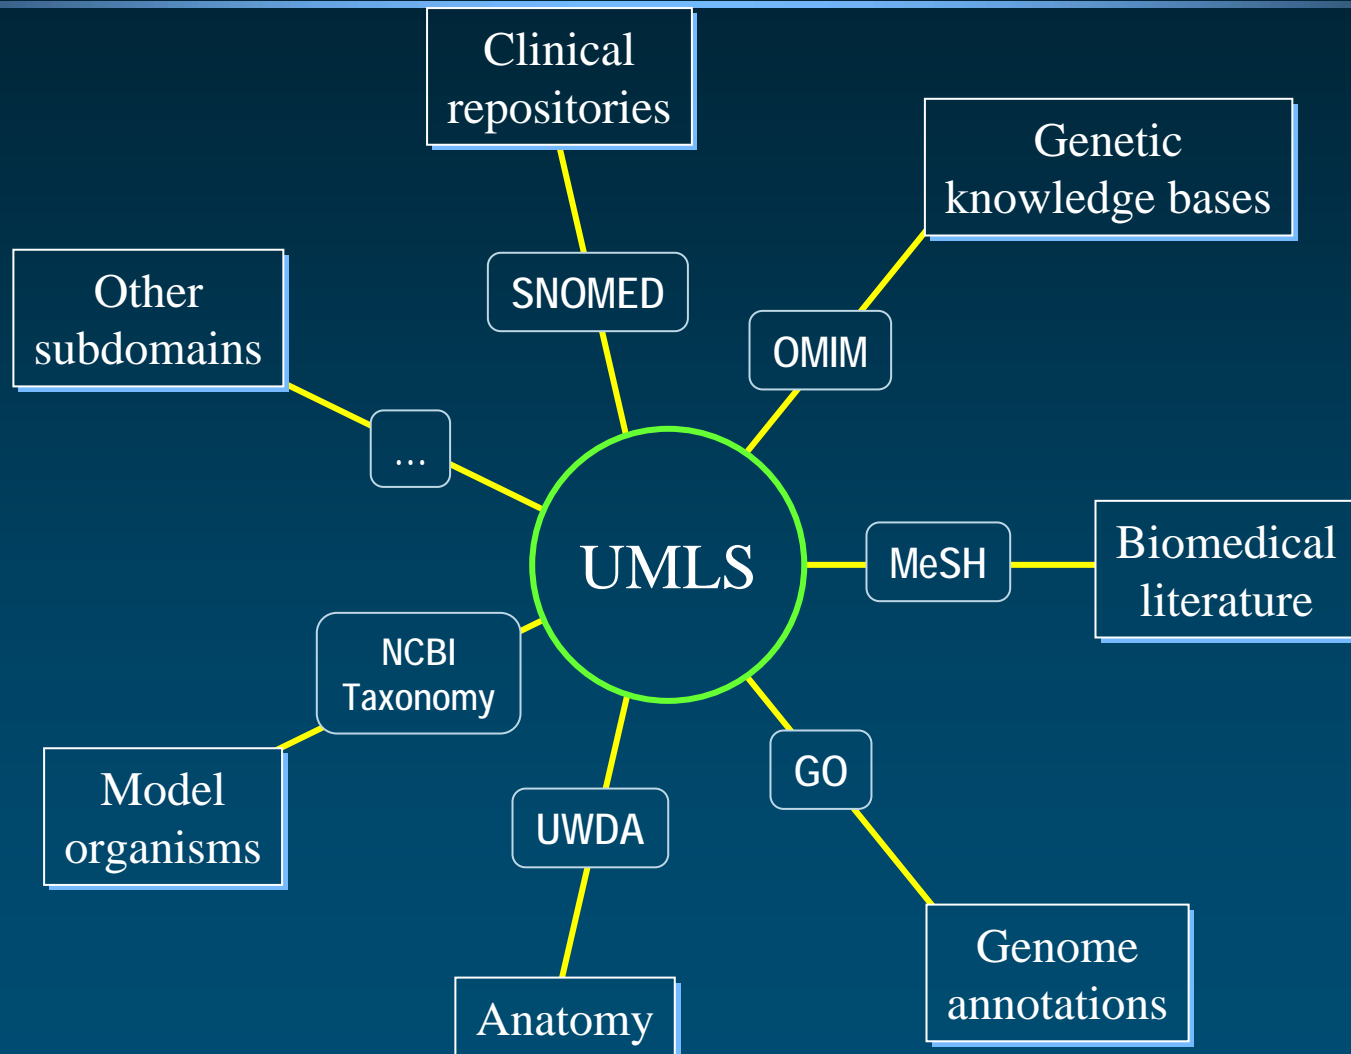 Clinical
repositories
Genetic
knowledge bases
SNOMED
Other
subdomains
OMIM
...
UMLS
MeSH
Biomedical
literature
NCBI
Taxonomy
Model
organisms
GO
UWDA
Genome
annotations
Anatomy